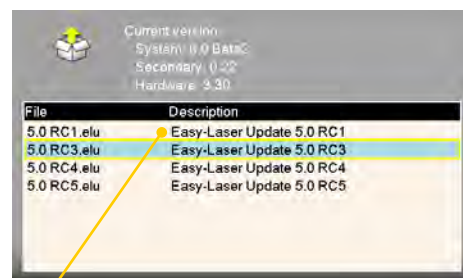 Current version
System: 0.0 Beta2
Secondary: 0.22
Hardware: 3.30
File Description
5.0 RC1.elu Easy-Laser Update 5.0 RC1
5.0 RC3.elu Easy-Laser Update 5.0 RC3
5.0 RC4.elu Easy-Laser Update 5.0 RC4
5.0 RC5.elu Easy-Laser Update 5.0 RC5